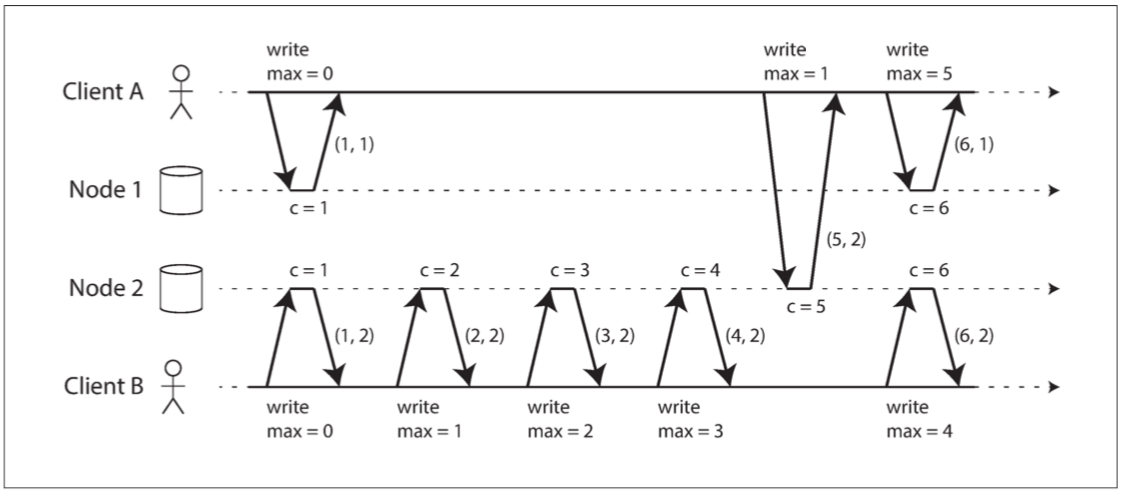 write
max = 0
write
max = 1
write
max = 5
Client A
(1, 1)
(6, 1)
Node 1
c = 1
c = 6
(5, 2)
c = 1
c = 2
c = 3
c = 4
c = 6
Node 2
c = 5
(1, 2)
(2, 2)
(3, 2)
(4, 2)
(6, 2)
Client B
write
max = 0
write
max = 1
write
max = 2
write
max = 3
write
max = 4